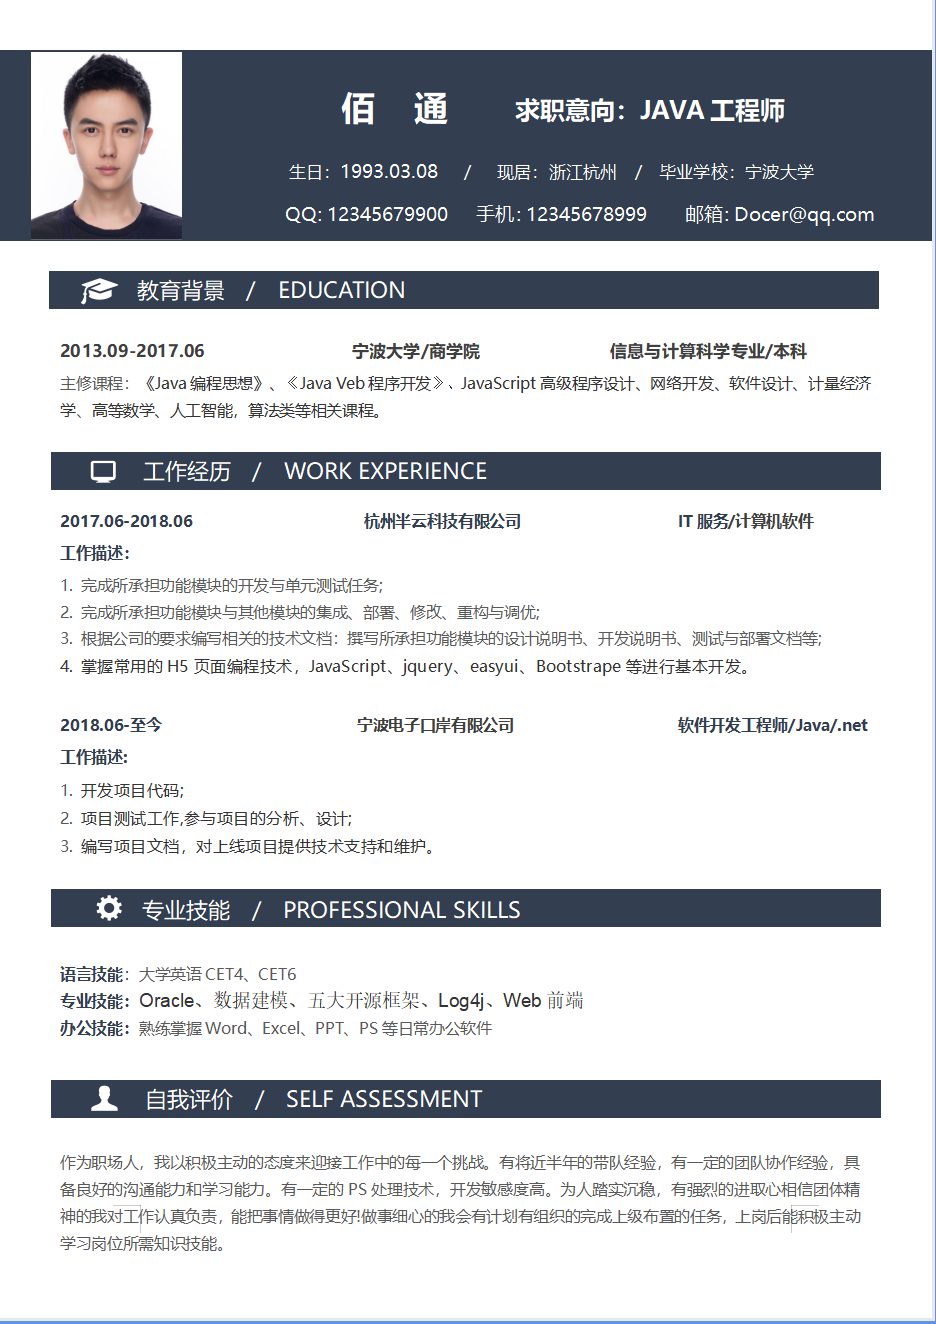 佰 通 求职意向：JAVA 工程师
生日：1993.03.08 / 现居：浙江杭州 / 毕业学校：宁波大学
QQ: 12345679900 手机: 12345678999 邮箱: Docer@qq.com
教育背景 / EDUCATION
2013.09-2017.06 宁波大学/商学院 信息与计算科学专业/本科
主修课程：《Java 编程思想》、《Java Veb 程序开发》、JavaScript 高级程序设计、网络开发、软件设计、计量经济
学、高等数学、人工智能，算法类等相关课程。
工作经历 / WORK EXPERIENCE
2017.06-2018.06 杭州半云科技有限公司 IT 服务/计算机软件
工作描述：
1. 完成所承担功能模块的开发与单元测试任务;
2. 完成所承担功能模块与其他模块的集成、部署、修改、重构与调优;
3. 根据公司的要求编写相关的技术文档：撰写所承担功能模块的设计说明书、开发说明书、测试与部署文档等;
4. 掌握常用的 H5 页面编程技术，JavaScript、jquery、easyui、Bootstrape 等进行基本开发。
2018.06-至今 宁波电子口岸有限公司 软件开发工程师/Java/.net
工作描述:
1. 开发项目代码;
2. 项目测试工作,参与项目的分析、设计;
3. 编写项目文档，对上线项目提供技术支持和维护。
专业技能 / PROFESSIONAL SKILLS
语言技能：大学英语 CET4、CET6
专业技能：Oracle、数据建模、五大开源框架、Log4j、Web 前端
办公技能：熟练掌握 Word、Excel、PPT、PS 等日常办公软件
自我评价 / SELF ASSESSMENT
作为职场人，我以积极主动的态度来迎接工作中的每一个挑战。有将近半年的带队经验，有一定的团队协作经验，具
备良好的沟通能力和学习能力。有一定的 PS 处理技术，开发敏感度高。为人踏实沉稳，有强烈的进取心相信团体精
神的我对工作认真负责，能把事情做得更好!做事细心的我会有计划有组织的完成上级布置的任务，上岗后能积极主动
学习岗位所需知识技能。